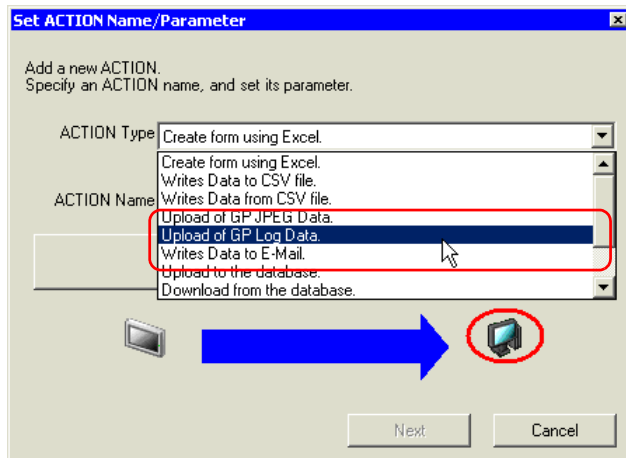 Set ACTION Name/Parameter
Add a new ACTION.
Specify an ACTION name, and set its parameter.
ACTION Type
Create form using Excel.
Create form using Excel.
Writes Data to CSV file.
ACTION Name
Writes Data from CSV file.
Upload of GP JPEG Data.
Upload of GP Log Data.
Writes Data to E-Mail.
Upload to the database.
Download from the database.
Next
Cancel